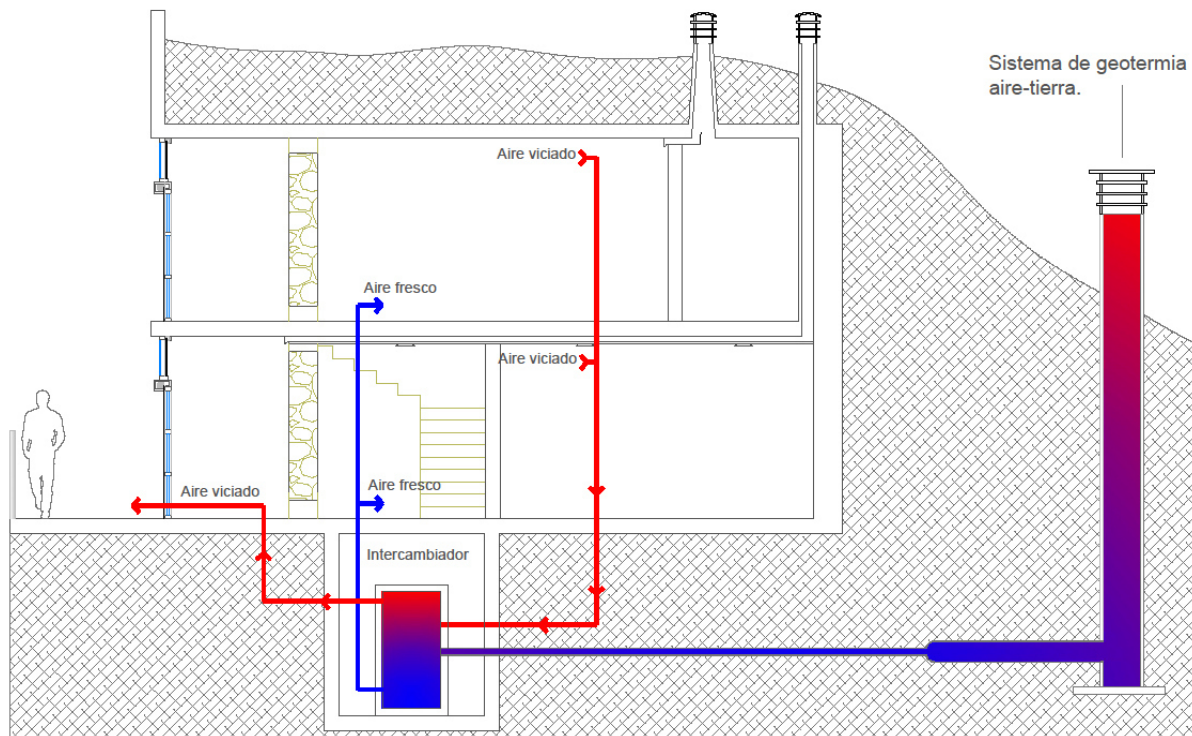 Sistema de geotermia
aire-tierra.
Aire viciado
Aire fresco
Aire viciado
Aire viciado
Aire fresco
Intercambiador